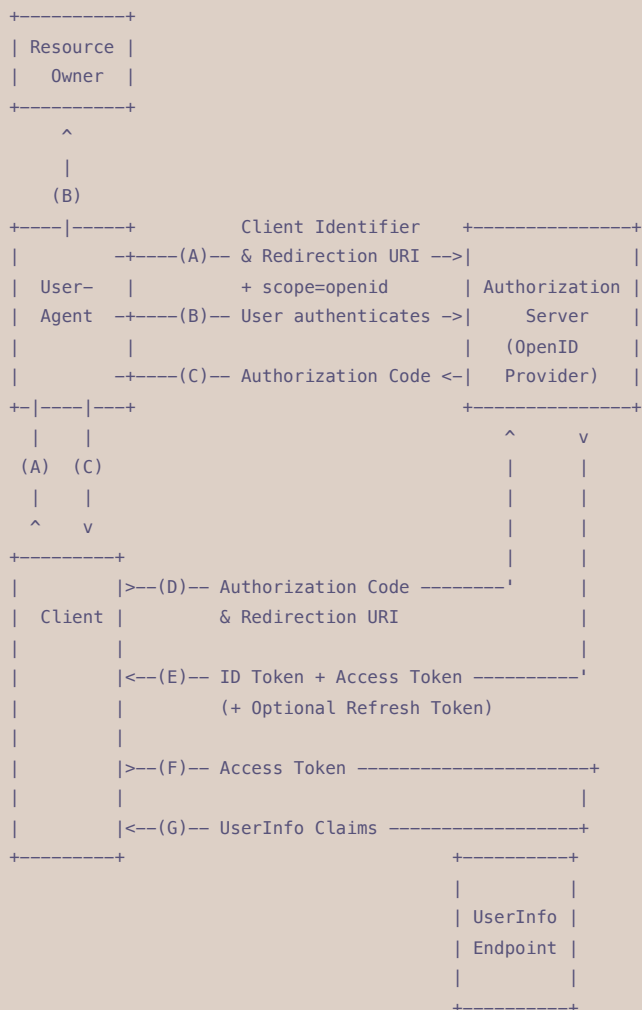 +----------+
| Resource |
|   Owner  |
+----------+
     ^
     |
    (B)
+----|-----+          Client Identifier    +---------------+
|         -+----(A)-- & Redirection URI -->|               |
|  User-   |          + scope=openid       | Authorization |
|  Agent  -+----(B)-- User authenticates ->|     Server    |
|          |                               |   (OpenID     |
|         -+----(C)-- Authorization Code <-|   Provider)   |
+-|----|---+                               +---------------+
  |    |                                       ^      v
 (A)  (C)                                      |      |
  |    |                                       |      |
  ^    v                                       |      |
+---------+                                    |      |
|         |>--(D)-- Authorization Code --------'      |
|  Client |         & Redirection URI                 |
|         |                                           |
|         |<--(E)-- ID Token + Access Token ----------'
|         |         (+ Optional Refresh Token)
|         |
|         |>--(F)-- Access Token ----------------------+
|         |                                           |
|         |<--(G)-- UserInfo Claims ------------------+
+---------+                               +----------+
                                          |          |
                                          | UserInfo |
                                          | Endpoint |
                                          |          |
                                          +----------+